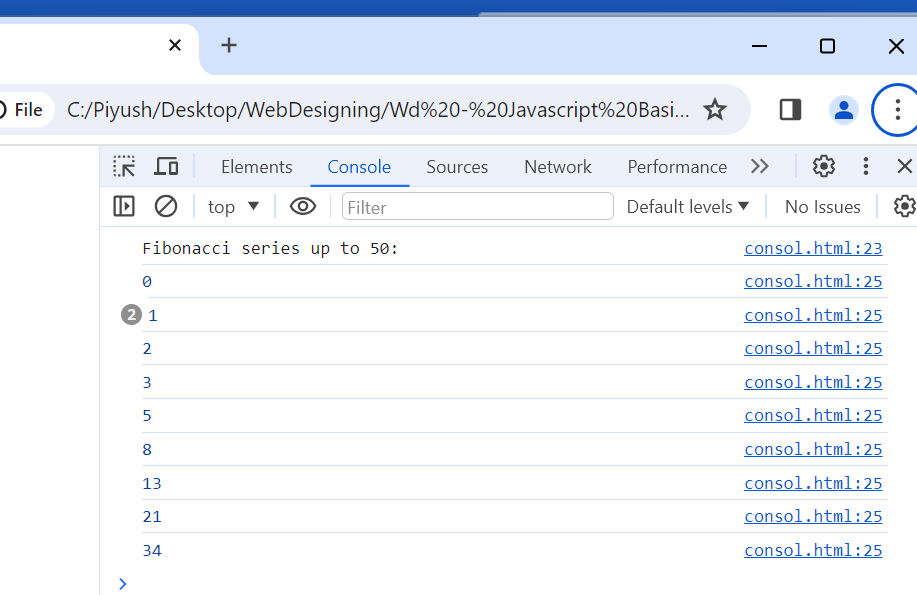 File C:/Piyush/Desktop/WebDesigning/Wd%20-%20Javascript%20Basi...
Elements Console Sources Network Performance
top Filter Default levels No Issues
Fibonacci series up to 50: consol.html:23
0 consol.html:25
2 1 consol.html:25
2 consol.html:25
3 consol.html:25
5 consol.html:25
8 consol.html:25
13 consol.html:25
21 consol.html:25
34 consol.html:25